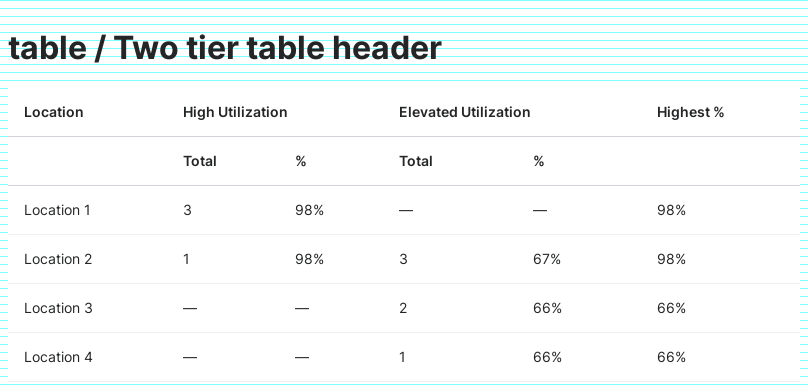 table / Two tier table header
Location High Utilization Elevated Utilization Highest %
Total % Total %
Location 1 3 98% — — 98%
Location 2 1 98% 3 67% 98%
Location 3 — — 2 66% 66%
Location 4 — — 1 66% 66%